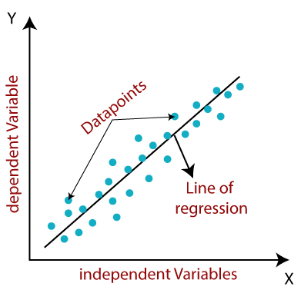 Y
dependent Variable
Datapoints
Line of
regression
X
independent Variables